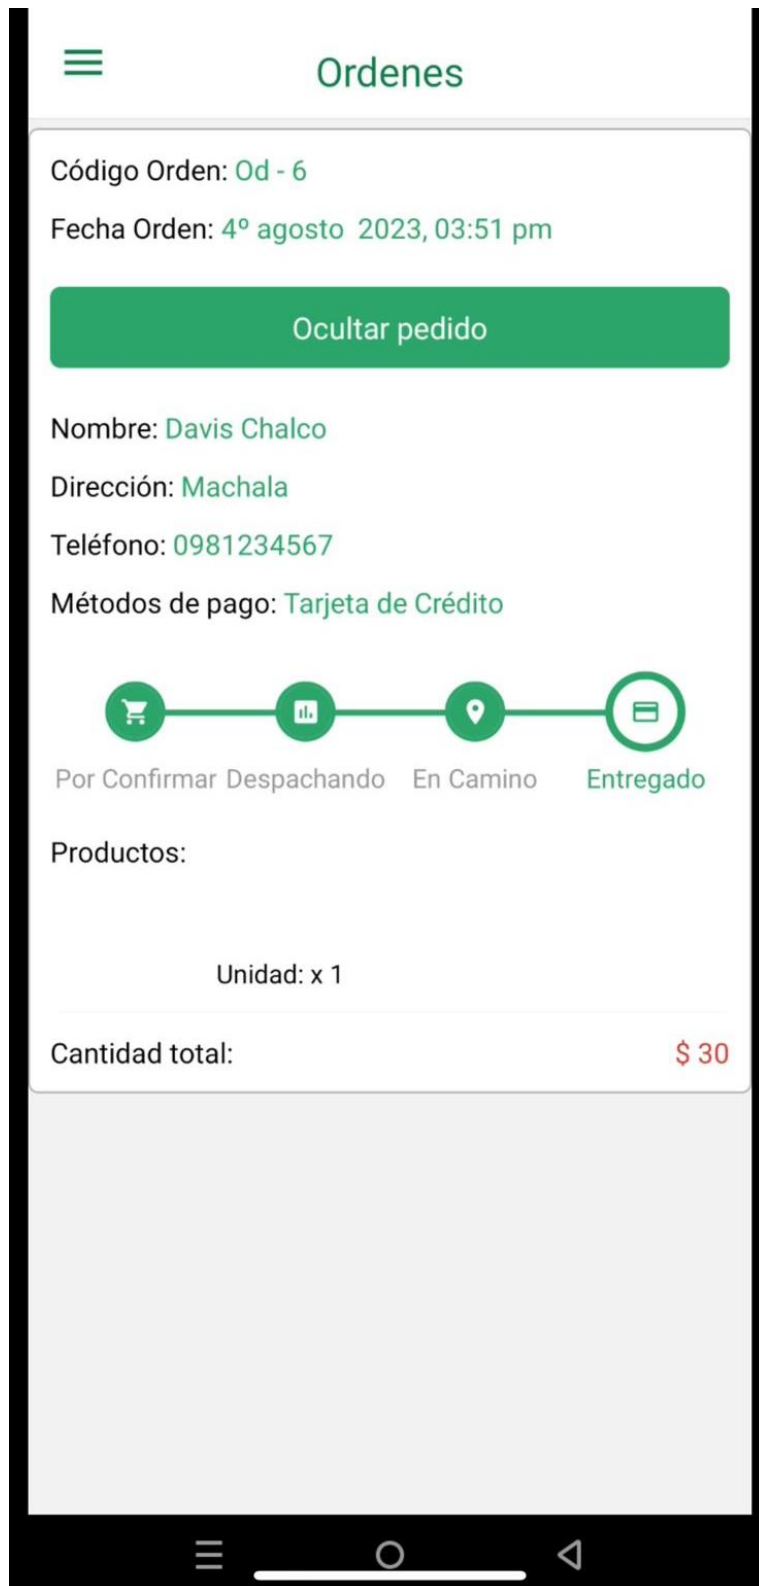 Ordenes
Código Orden: Od - 6
Fecha Orden: 4º agosto 2023, 03:51 pm
Ocultar pedido
Nombre: Davis Chalco
Dirección: Machala
Teléfono: 0981234567
Métodos de pago: Tarjeta de Crédito
Por Confirmar Despachando En Camino Entregado
Productos:
Unidad: x 1
Cantidad total: $ 30